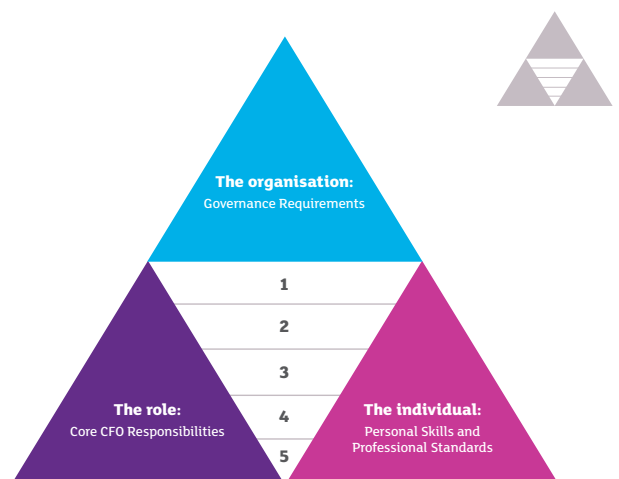 The organisation:
Governance Requirements
1
2
3
4
5
The role:
Core CFO Responsibilities
The individual:
Personal Skills and
Professional Standards